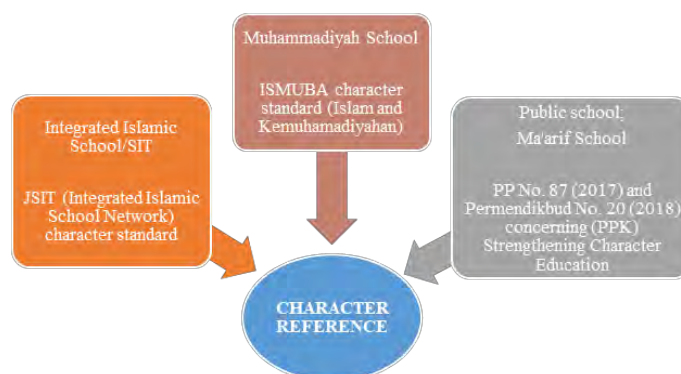 Integrated Islamic
School/SIT
JSIT (Integrated Islamic
School Network)
character standard
Muhammadiyah School
ISMUBA character
standard (Islam and
Kemuhamadiyahan)
Public school;
Ma'arif School
PP No. 87 (2017) and
Permendikbud No. 20 (2018)
concerning (PPK)
Strengthening Character
Education
CHARACTER
REFERENCE